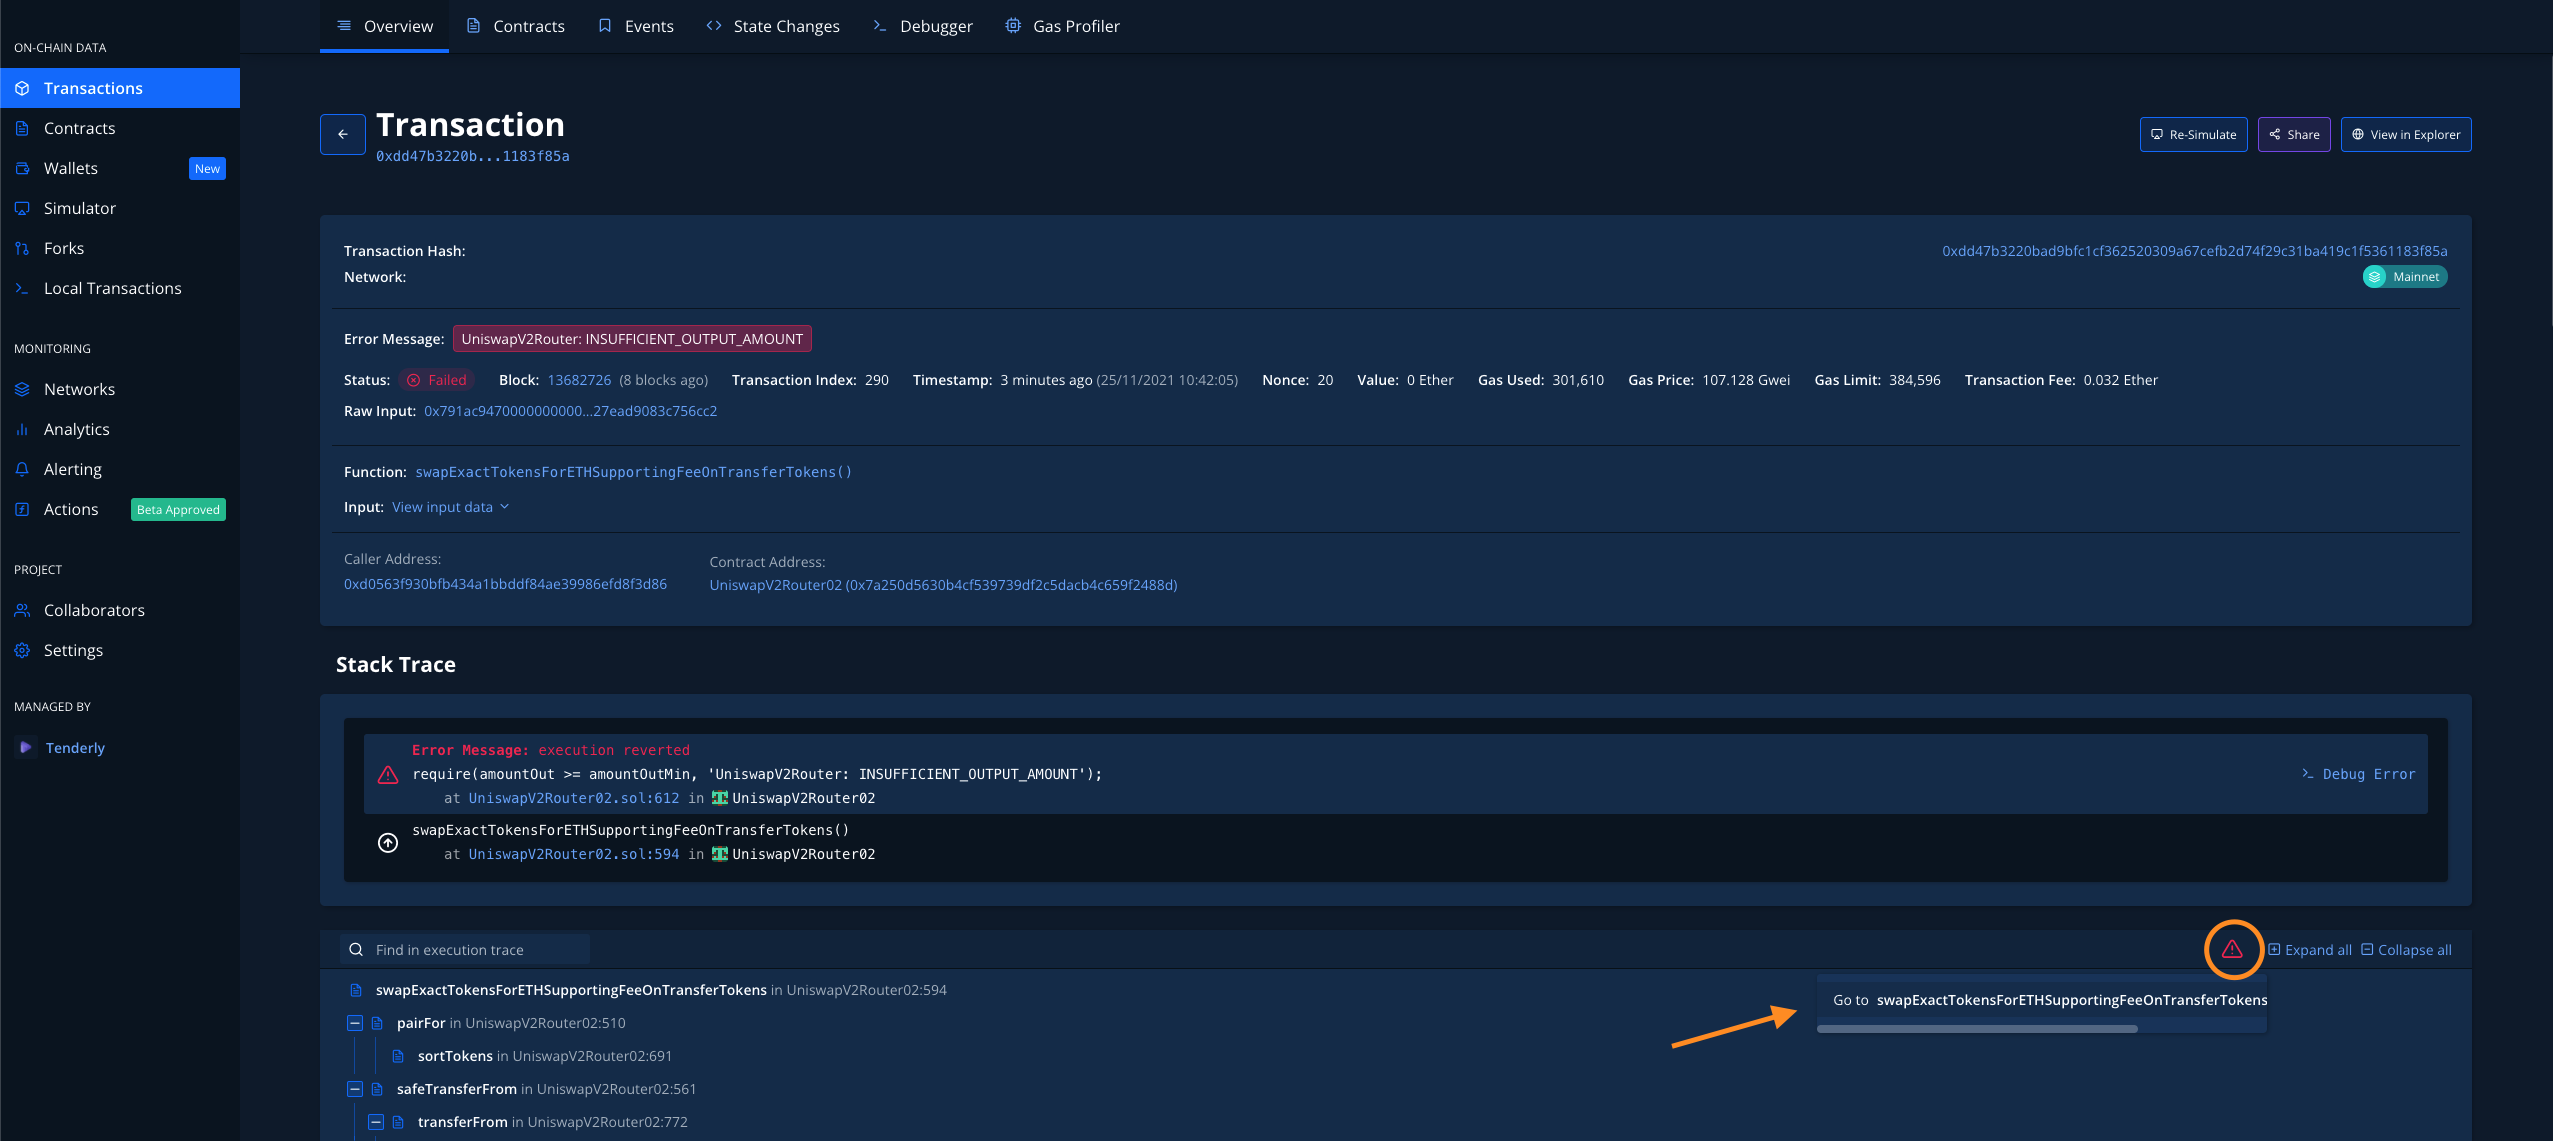 Overview Contracts Events State Changes Debugger Gas Profiler
ON-CHAIN DATA
Transactions
Contracts
Wallets New
Simulator
Forks
Local Transactions
MONITORING
Networks
Analytics
Alerting
Actions Beta Approved
PROJECT
Collaborators
Settings
MANAGED BY
Tenderly
Transaction
0xdd47b3220b...1183f85a
Re-Simulate Share View in Explorer
Transaction Hash: 0xdd47b3220bad9bfc1cf362520309a67cefb2d74f29c31ba419c1f5361183f85a
Network: Mainnet
Error Message: UniswapV2Router: INSUFFICIENT_OUTPUT_AMOUNT
Status: Failed Block: 13682726 (8 blocks ago) Transaction Index: 290 Timestamp: 3 minutes ago (25/11/2021 10:42:05) Nonce: 20 Value: 0 Ether Gas Used: 301,610 Gas Price: 107.128 Gwei Gas Limit: 384,596 Transaction Fee: 0.032 Ether
Raw Input: 0x791ac9470000000000...27ead9083c756cc2
Function: swapExactTokensForETHSupportingFeeOnTransferTokens()
Input: View input data
Caller Address:
0xd0563f930bfb434a1bbddf84ae39986efd8f3d86
Contract Address:
UniswapV2Router02 (0x7a250d5630b4cf539739df2c5dacb4c659f2488d)
Stack Trace
Error Message: execution reverted
require(amountOut >= amountOutMin, 'UniswapV2Router: INSUFFICIENT_OUTPUT_AMOUNT');
at UniswapV2Router02.sol:612 in UniswapV2Router02
Debug Error
swapExactTokensForETHSupportingFeeOnTransferTokens()
at UniswapV2Router02.sol:594 in UniswapV2Router02
Find in execution trace
Expand all Collapse all
Go to swapExactTokensForETHSupportingFeeOnTransferTokens
swapExactTokensForETHSupportingFeeOnTransferTokens in UniswapV2Router02:594
pairFor in UniswapV2Router02:510
sortTokens in UniswapV2Router02:691
safeTransferFrom in UniswapV2Router02:561
transferFrom in UniswapV2Router02:772